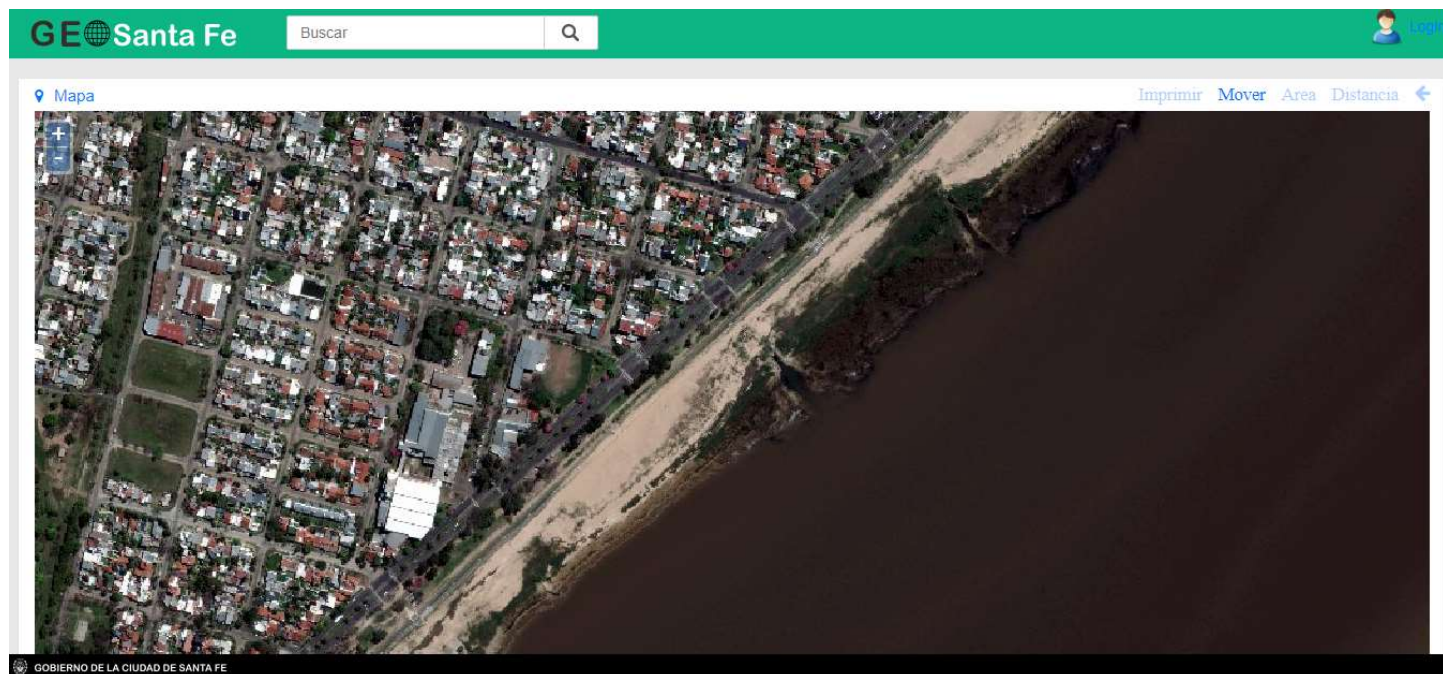 GE Santa Fe
Buscar
Login
Mapa
Imprimir Mover Area Distancia
+
-
GOBIERNO DE LA CIUDAD DE SANTA FE